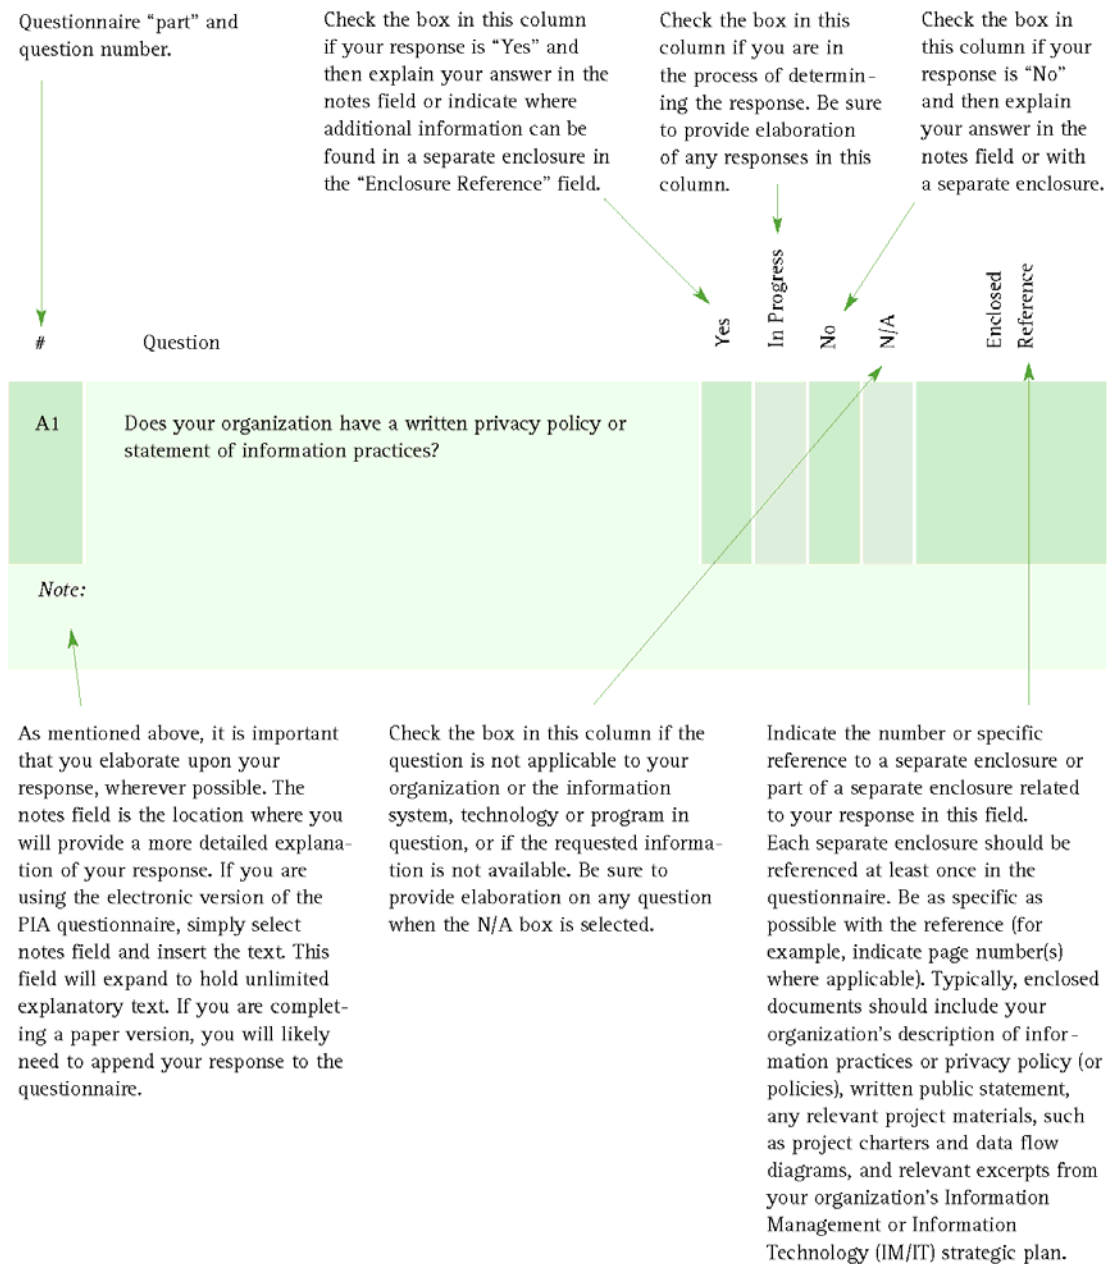 Questionnaire “part” and
question number.
Check the box in this column
if your response is “Yes” and
then explain your answer in the
notes field or indicate where
additional information can be
found in a separate enclosure in
the “Enclosure Reference” field.
Check the box in this
column if you are in
the process of determin-
ing the response. Be sure
to provide elaboration
of any responses in this
column.
Check the box in
this column if your
response is “No”
and then explain
your answer in the
notes field or with
a separate enclosure.
#
Question
Yes
In Progress
No
N/A
Enclosed
Reference
A1
Does your organization have a written privacy policy or
statement of information practices?
Note:
As mentioned above, it is important
that you elaborate upon your
response, wherever possible. The
notes field is the location where you
will provide a more detailed explana-
tion of your response. If you are
using the electronic version of the
PIA questionnaire, simply select
notes field and insert the text. This
field will expand to hold unlimited
explanatory text. If you are complet-
ing a paper version, you will likely
need to append your response to the
questionnaire.
Check the box in this column if the
question is not applicable to your
organization or the information
system, technology or program in
question, or if the requested informa-
tion is not available. Be sure to
provide elaboration on any question
when the N/A box is selected.
Indicate the number or specific
reference to a separate enclosure or
part of a separate enclosure related
to your response in this field.
Each separate enclosure should be
referenced at least once in the
questionnaire. Be as specific as
possible with the reference (for
example, indicate page number(s)
where applicable). Typically, enclosed
documents should include your
organization’s description of infor-
mation practices or privacy policy (or
policies), written public statement,
any relevant project materials, such
as project charters and data flow
diagrams, and relevant excerpts from
your organization’s Information
Management or Information
Technology (IM/IT) strategic plan.